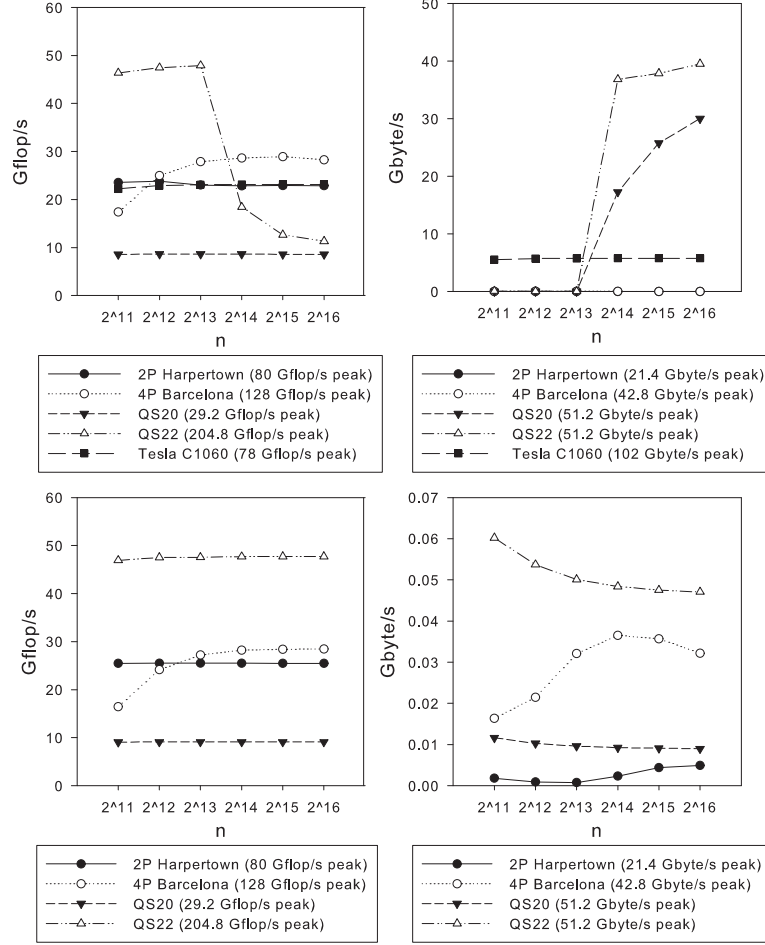 60
50
40
30
20
10
0
Gflop/s
2^11 2^12 2^13 2^14 2^15 2^16
n
2P Harpertown (80 Gflop/s peak)
4P Barcelona (128 Gflop/s peak)
QS20 (29.2 Gflop/s peak)
QS22 (204.8 Gflop/s peak)
Tesla C1060 (78 Gflop/s peak)
50
40
30
20
10
0
Gbyte/s
2^11 2^12 2^13 2^14 2^15 2^16
n
2P Harpertown (21.4 Gbyte/s peak)
4P Barcelona (42.8 Gbyte/s peak)
QS20 (51.2 Gbyte/s peak)
QS22 (51.2 Gbyte/s peak)
Tesla C1060 (102 Gbyte/s peak)
60
50
40
30
20
10
0
Gflop/s
2^11 2^12 2^13 2^14 2^15 2^16
n
2P Harpertown (80 Gflop/s peak)
4P Barcelona (128 Gflop/s peak)
QS20 (29.2 Gflop/s peak)
QS22 (204.8 Gflop/s peak)
0.07
0.06
0.05
0.04
0.03
0.02
0.01
0.00
Gbyte/s
2^11 2^12 2^13 2^14 2^15 2^16
n
2P Harpertown (21.4 Gbyte/s peak)
4P Barcelona (42.8 Gbyte/s peak)
QS20 (51.2 Gbyte/s peak)
QS22 (51.2 Gbyte/s peak)